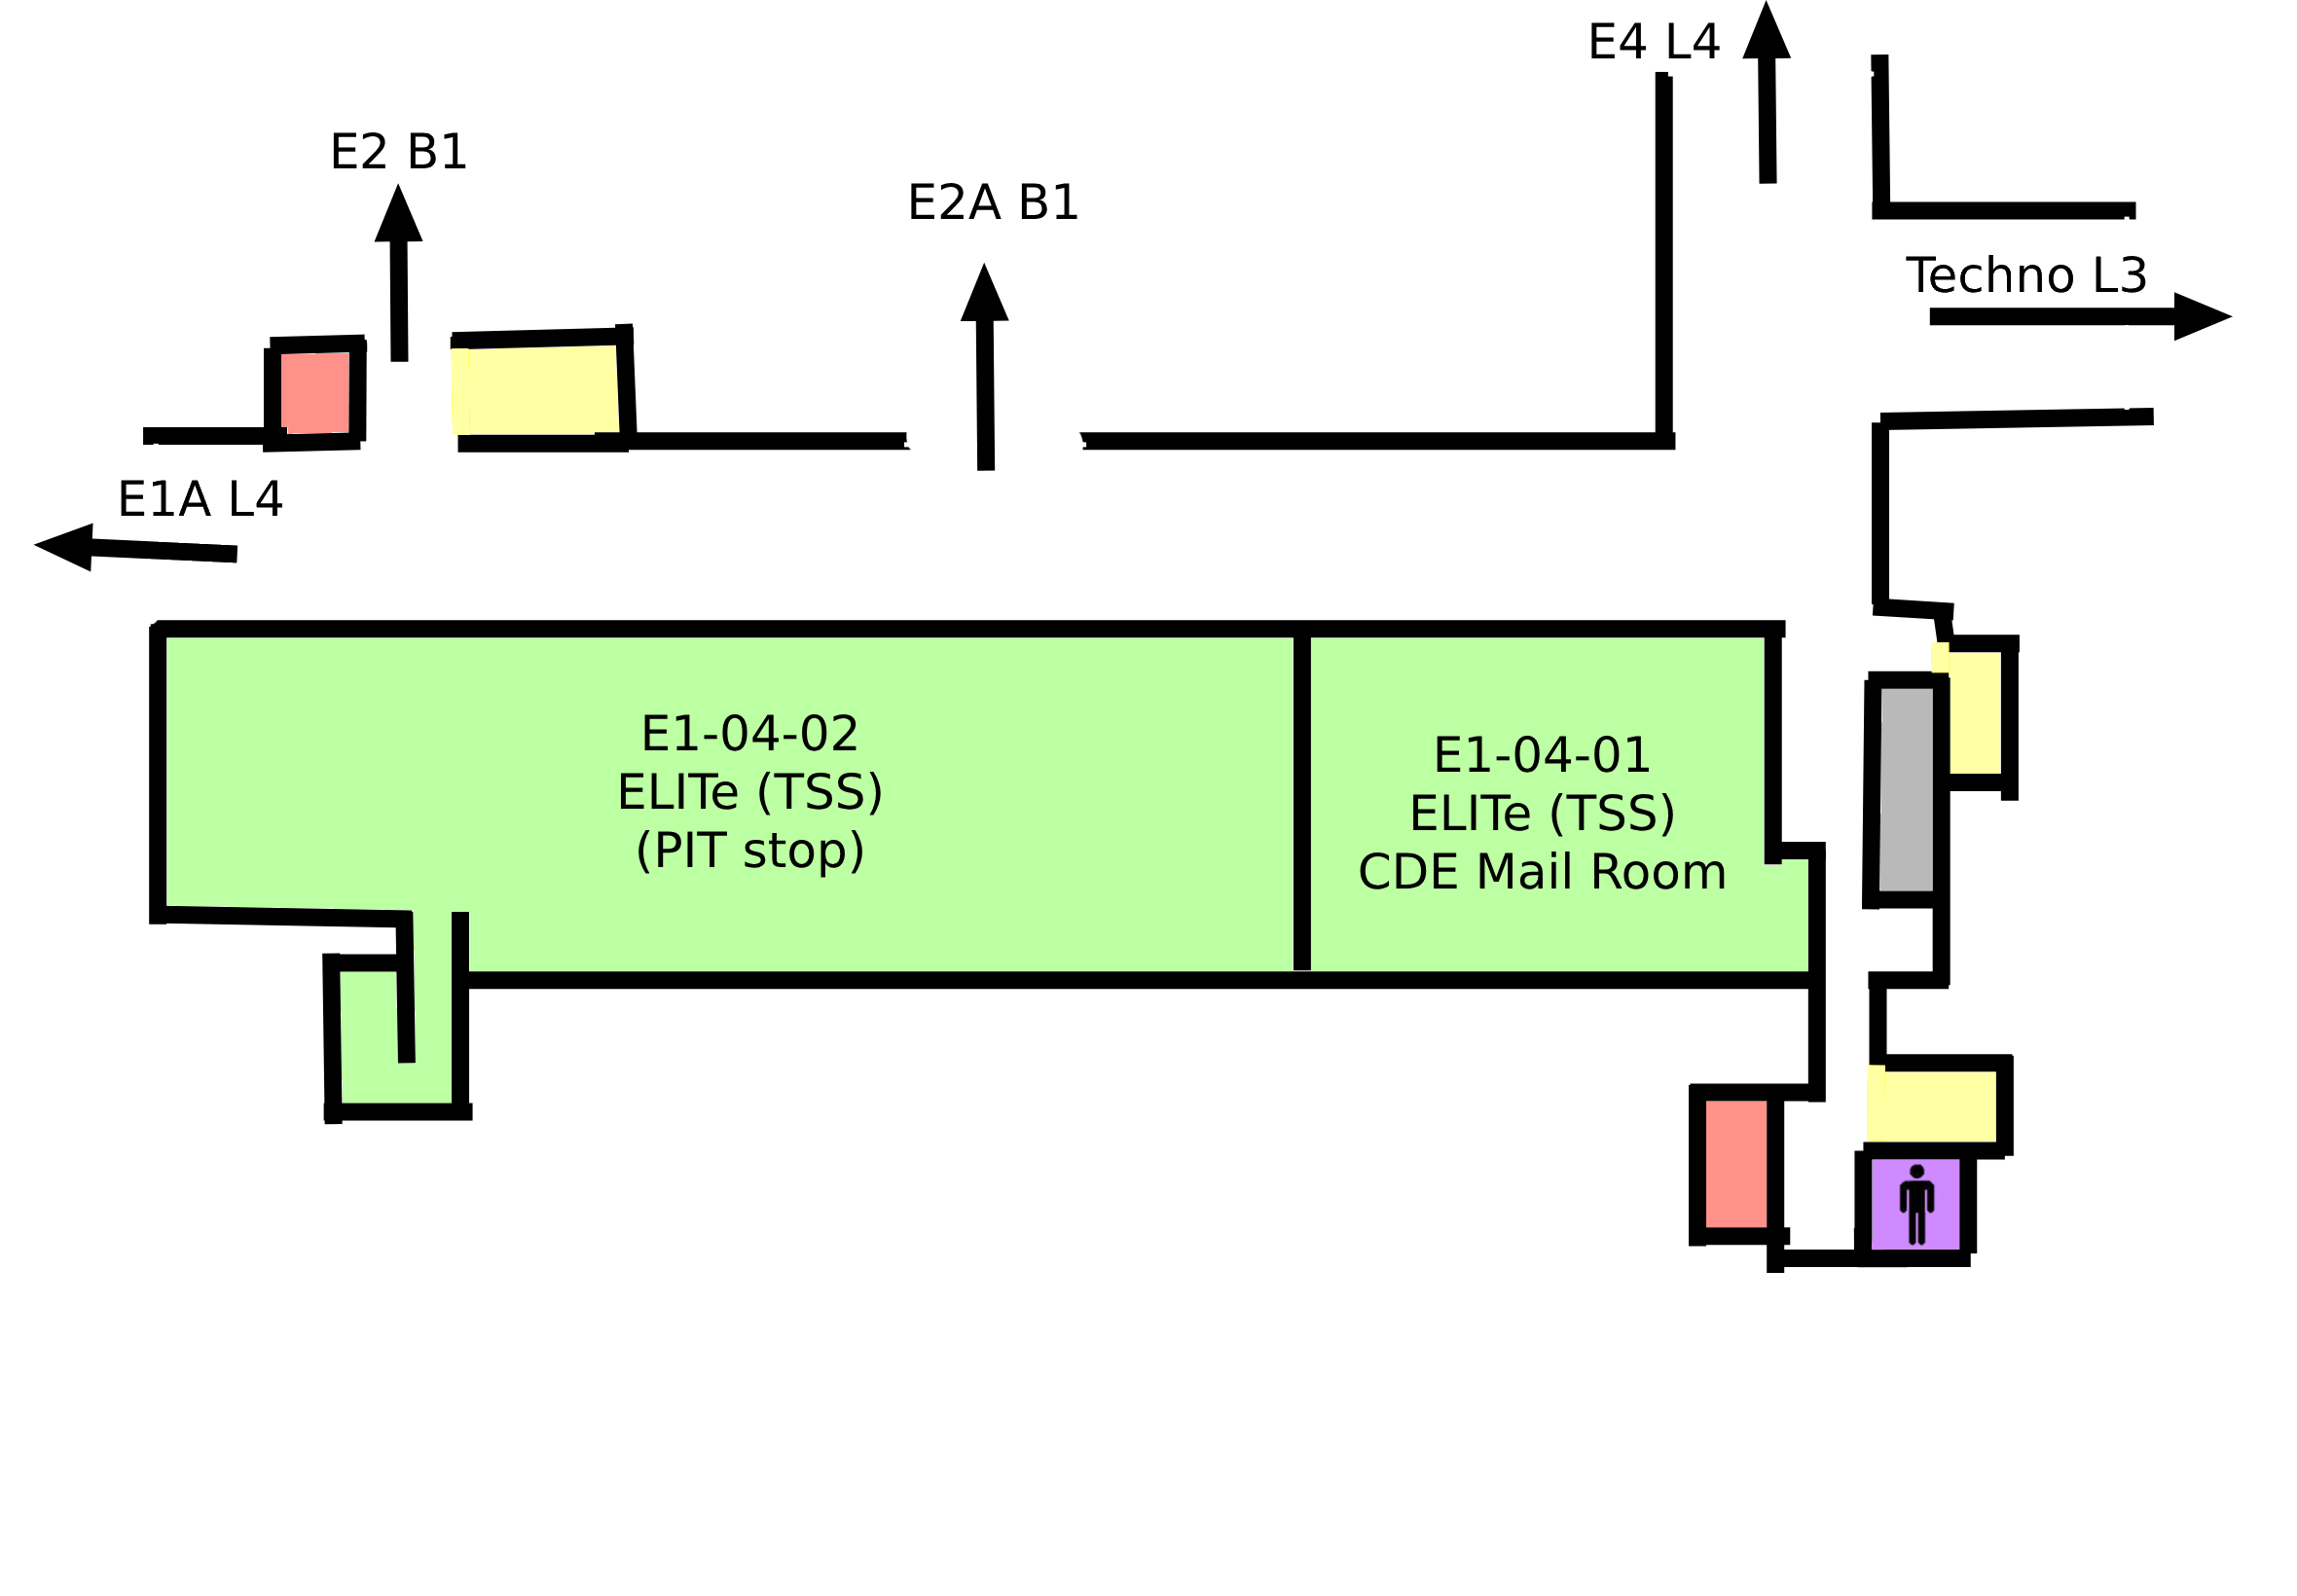 E4 L4
E2 B1
E2A B1
Techno L3
E1A L4
E1-04-02
ELITe (TSS)
(PIT stop)
E1-04-01
ELITe (TSS)
CDE Mail Room